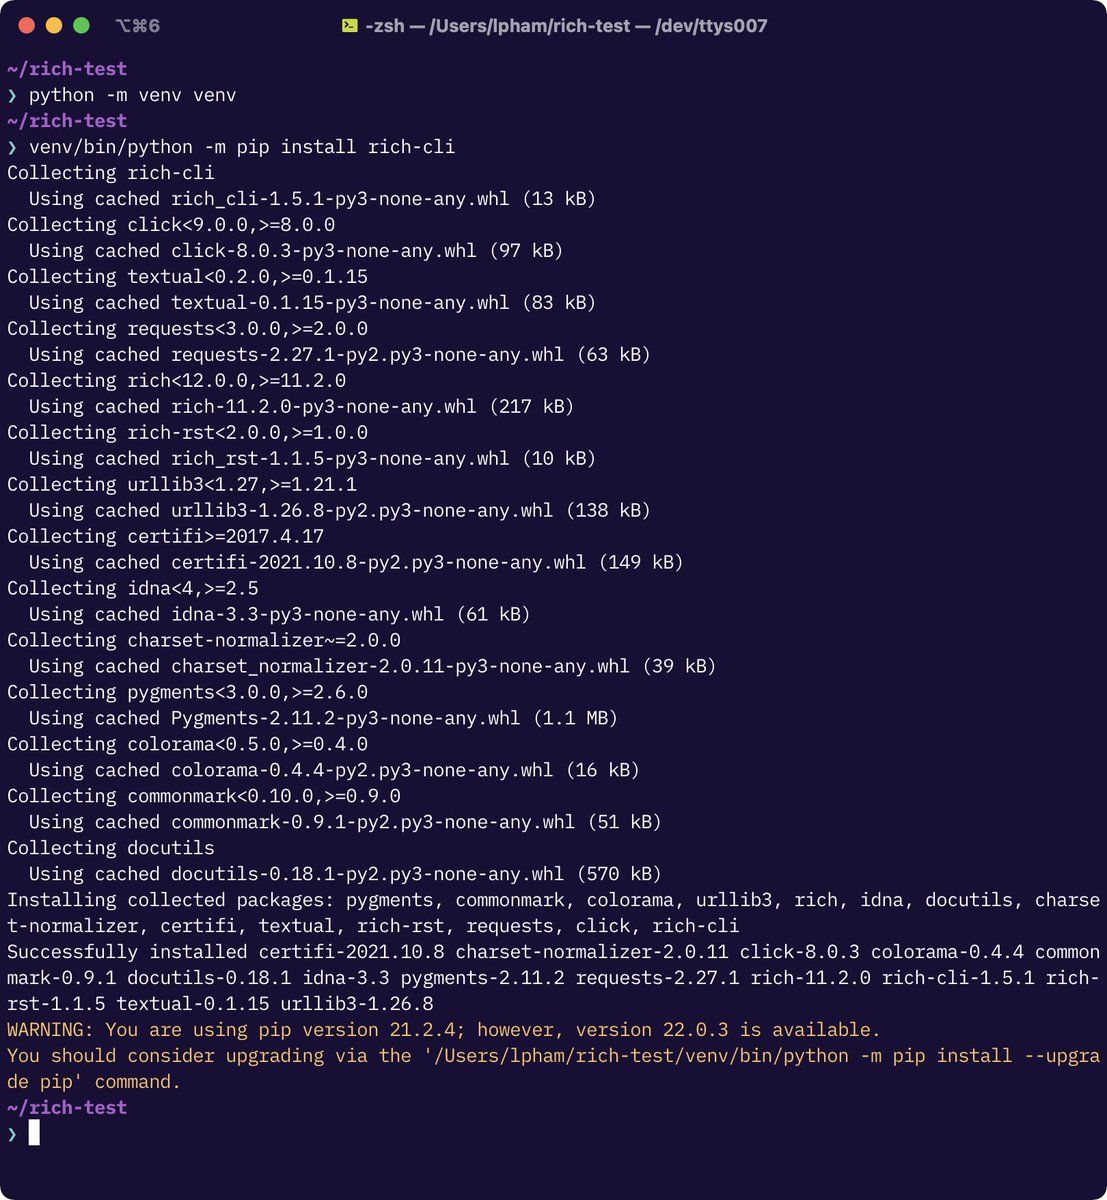 ⌥⌘6
-zsh — /Users/lpham/rich-test — /dev/ttys007
~/rich-test
❯ python -m venv venv
~/rich-test
❯ venv/bin/python -m pip install rich-cli
Collecting rich-cli
  Using cached rich_cli-1.5.1-py3-none-any.whl (13 kB)
Collecting click<9.0.0,>=8.0.0
  Using cached click-8.0.3-py3-none-any.whl (97 kB)
Collecting textual<0.2.0,>=0.1.15
  Using cached textual-0.1.15-py3-none-any.whl (83 kB)
Collecting requests<3.0.0,>=2.0.0
  Using cached requests-2.27.1-py2.py3-none-any.whl (63 kB)
Collecting rich<12.0.0,>=11.2.0
  Using cached rich-11.2.0-py3-none-any.whl (217 kB)
Collecting rich-rst<2.0.0,>=1.0.0
  Using cached rich_rst-1.1.5-py3-none-any.whl (10 kB)
Collecting urllib3<1.27,>=1.21.1
  Using cached urllib3-1.26.8-py2.py3-none-any.whl (138 kB)
Collecting certifi>=2017.4.17
  Using cached certifi-2021.10.8-py2.py3-none-any.whl (149 kB)
Collecting idna<4,>=2.5
  Using cached idna-3.3-py3-none-any.whl (61 kB)
Collecting charset-normalizer~=2.0.0
  Using cached charset_normalizer-2.0.11-py3-none-any.whl (39 kB)
Collecting pygments<3.0.0,>=2.6.0
  Using cached Pygments-2.11.2-py3-none-any.whl (1.1 MB)
Collecting colorama<0.5.0,>=0.4.0
  Using cached colorama-0.4.4-py2.py3-none-any.whl (16 kB)
Collecting commonmark<0.10.0,>=0.9.0
  Using cached commonmark-0.9.1-py2.py3-none-any.whl (51 kB)
Collecting docutils
  Using cached docutils-0.18.1-py2.py3-none-any.whl (570 kB)
Installing collected packages: pygments, commonmark, colorama, urllib3, rich, idna, docutils, charse
t-normalizer, certifi, textual, rich-rst, requests, click, rich-cli
Successfully installed certifi-2021.10.8 charset-normalizer-2.0.11 click-8.0.3 colorama-0.4.4 common
mark-0.9.1 docutils-0.18.1 idna-3.3 pygments-2.11.2 requests-2.27.1 rich-11.2.0 rich-cli-1.5.1 rich-
rst-1.1.5 textual-0.1.15 urllib3-1.26.8
WARNING: You are using pip version 21.2.4; however, version 22.0.3 is available.
You should consider upgrading via the '/Users/lpham/rich-test/venv/bin/python -m pip install --upgra
de pip' command.
~/rich-test
❯